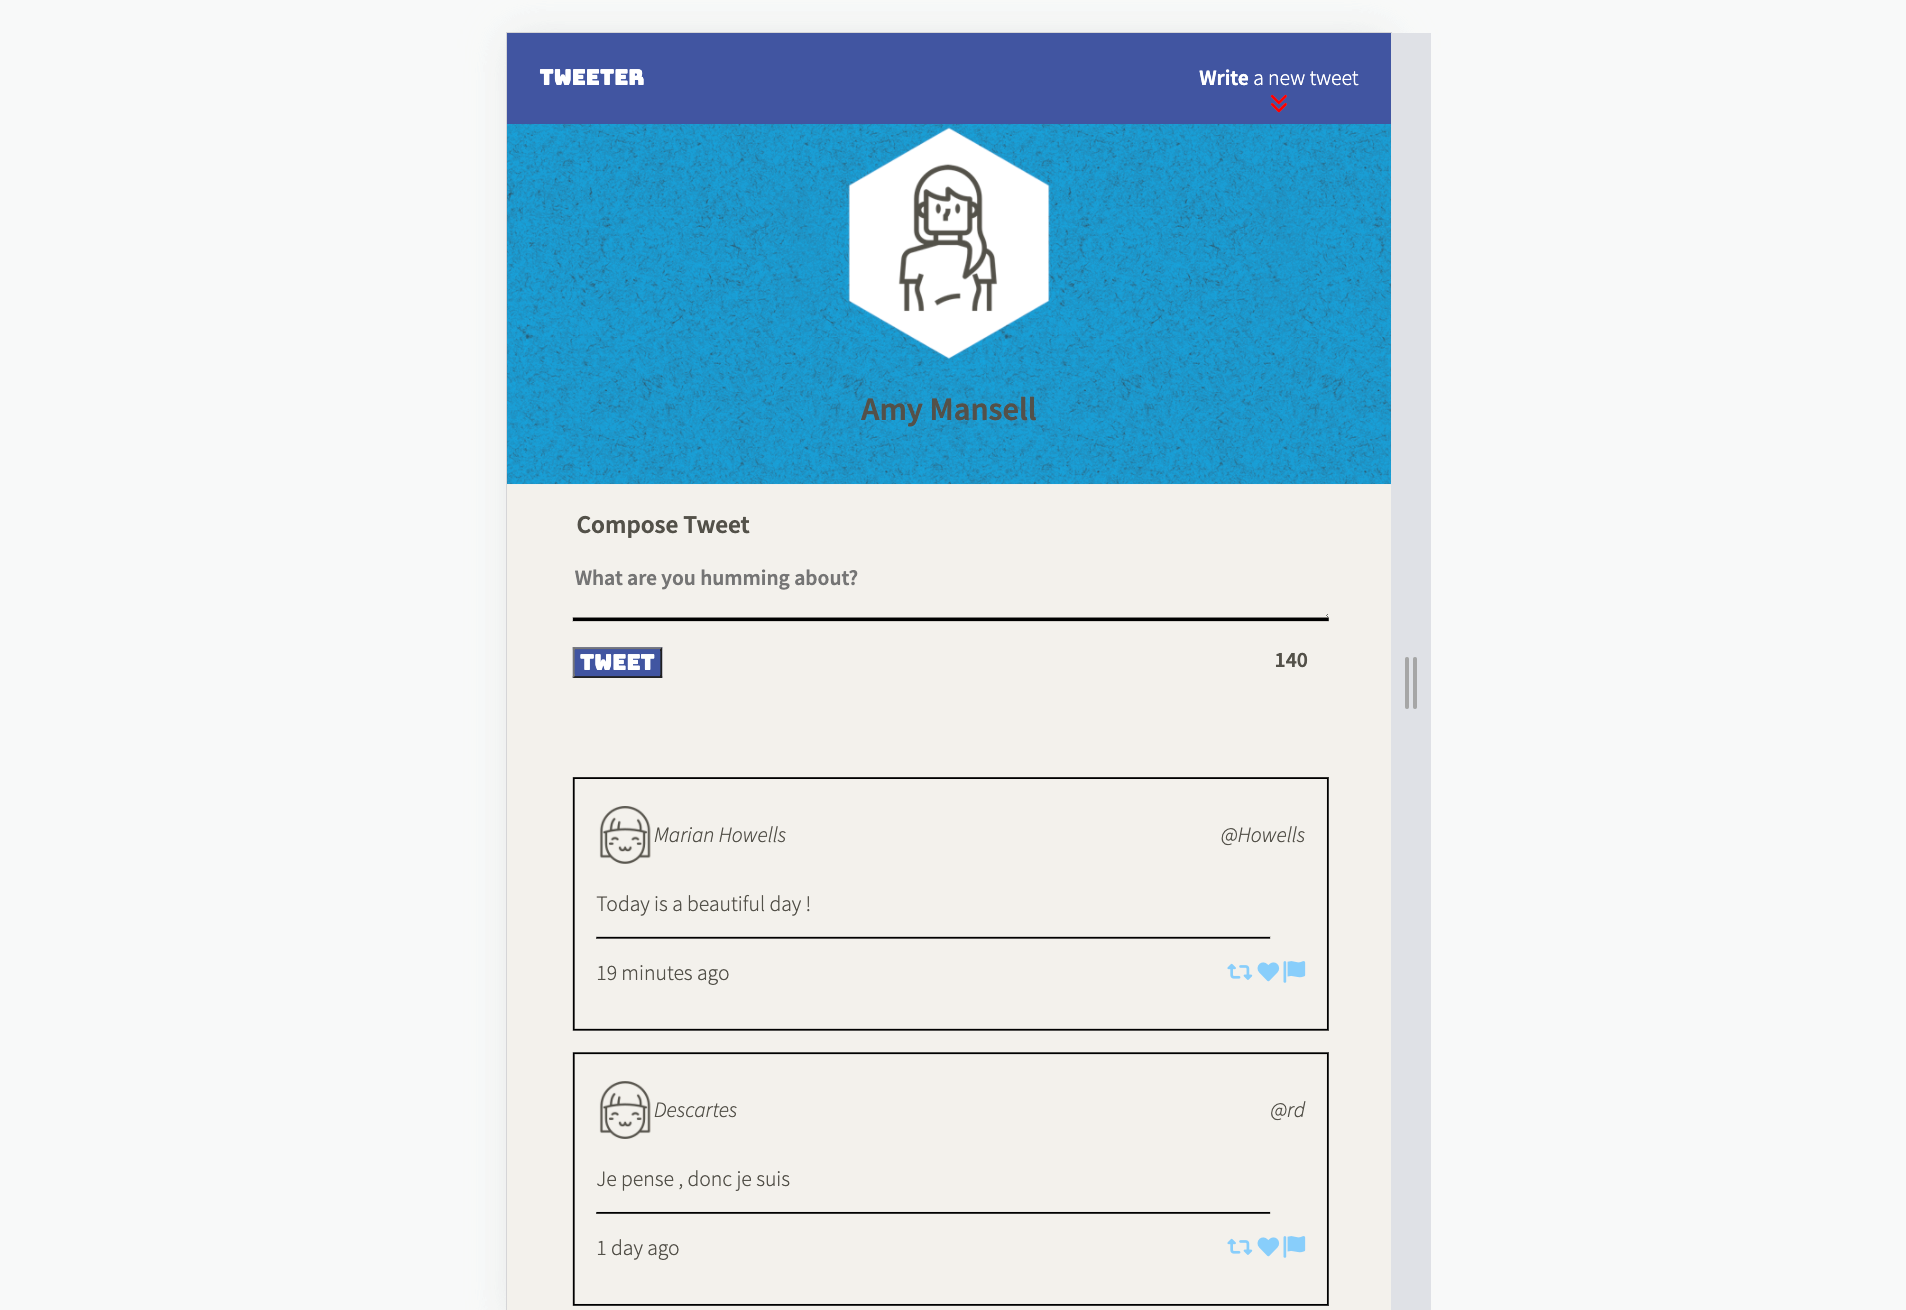 TWEETER
Write a new tweet
Amy Mansell
Compose Tweet
What are you humming about?
TWEET
140
Marian Howells
@Howells
Today is a beautiful day !
19 minutes ago
Descartes
@rd
Je pense , donc je suis
1 day ago